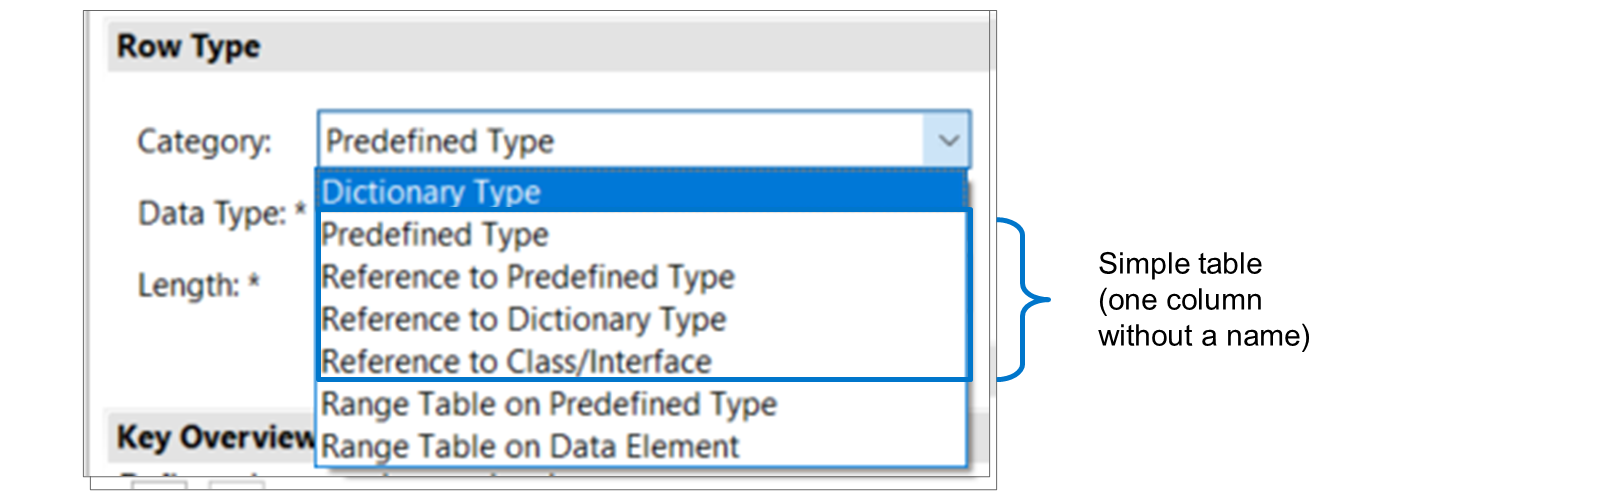 Row Type
Category:
Predefined Type
Dictionary Type
Data Type: *
Predefined Type
Reference to Predefined Type
Length: *
Reference to Dictionary Type
Reference to Class/Interface
Range Table on Predefined Type
Key Overview
Range Table on Data Element
Simple table
(one column
without a name)